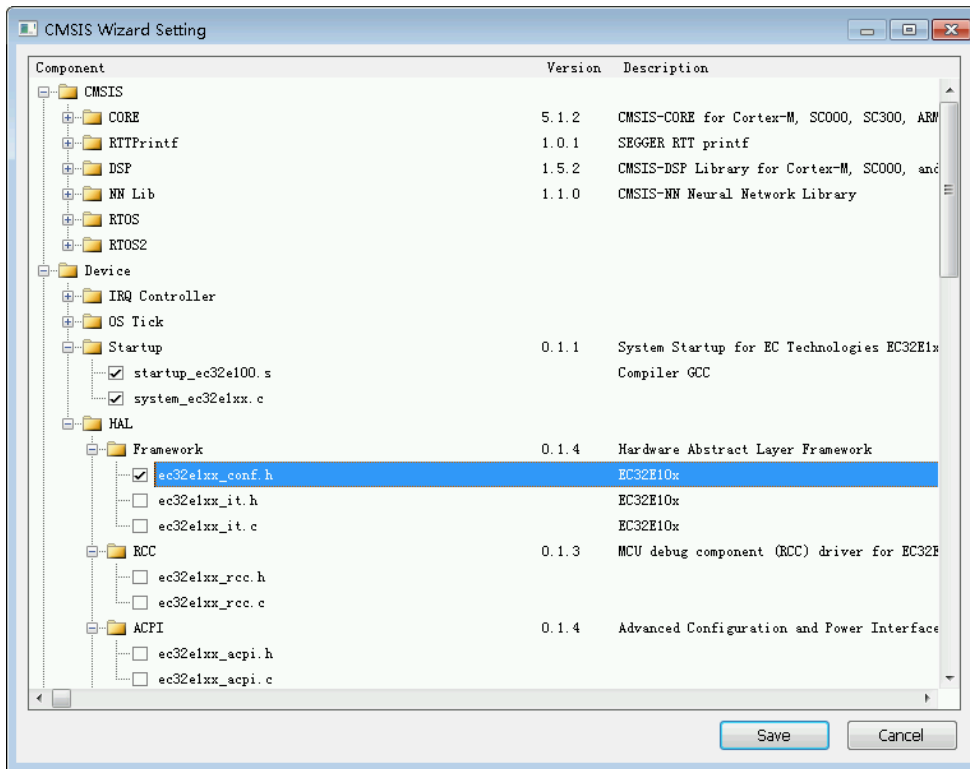 CMSIS Wizard Setting
Component Version Description
CMSIS
CORE 5.1.2 CMSIS-CORE for Cortex-M, SC000, SC300, ARM
RTTPrintf 1.0.1 SEGGER RTT printf
DSP 1.5.2 CMSIS-DSP Library for Cortex-M, SC000, and
NN Lib 1.1.0 CMSIS-NN Neural Network Library
RTOS
RTOS2
Device
IRQ Controller
OS Tick
Startup 0.1.1 System Startup for EC Technologies EC32E1x
startup_ec32e100.s Compiler GCC
system_ec32e1xx.c
HAL
Framework 0.1.4 Hardware Abstract Layer Framework
ec32e1xx_conf.h EC32E10x
ec32e1xx_it.h EC32E10x
ec32e1xx_it.c EC32E10x
RCC 0.1.3 MCU debug component (RCC) driver for EC32E
ec32e1xx_rcc.h
ec32e1xx_rcc.c
ACPI 0.1.4 Advanced Configuration and Power Interface
ec32e1xx_acpi.h
ec32e1xx_acpi.c
Save Cancel